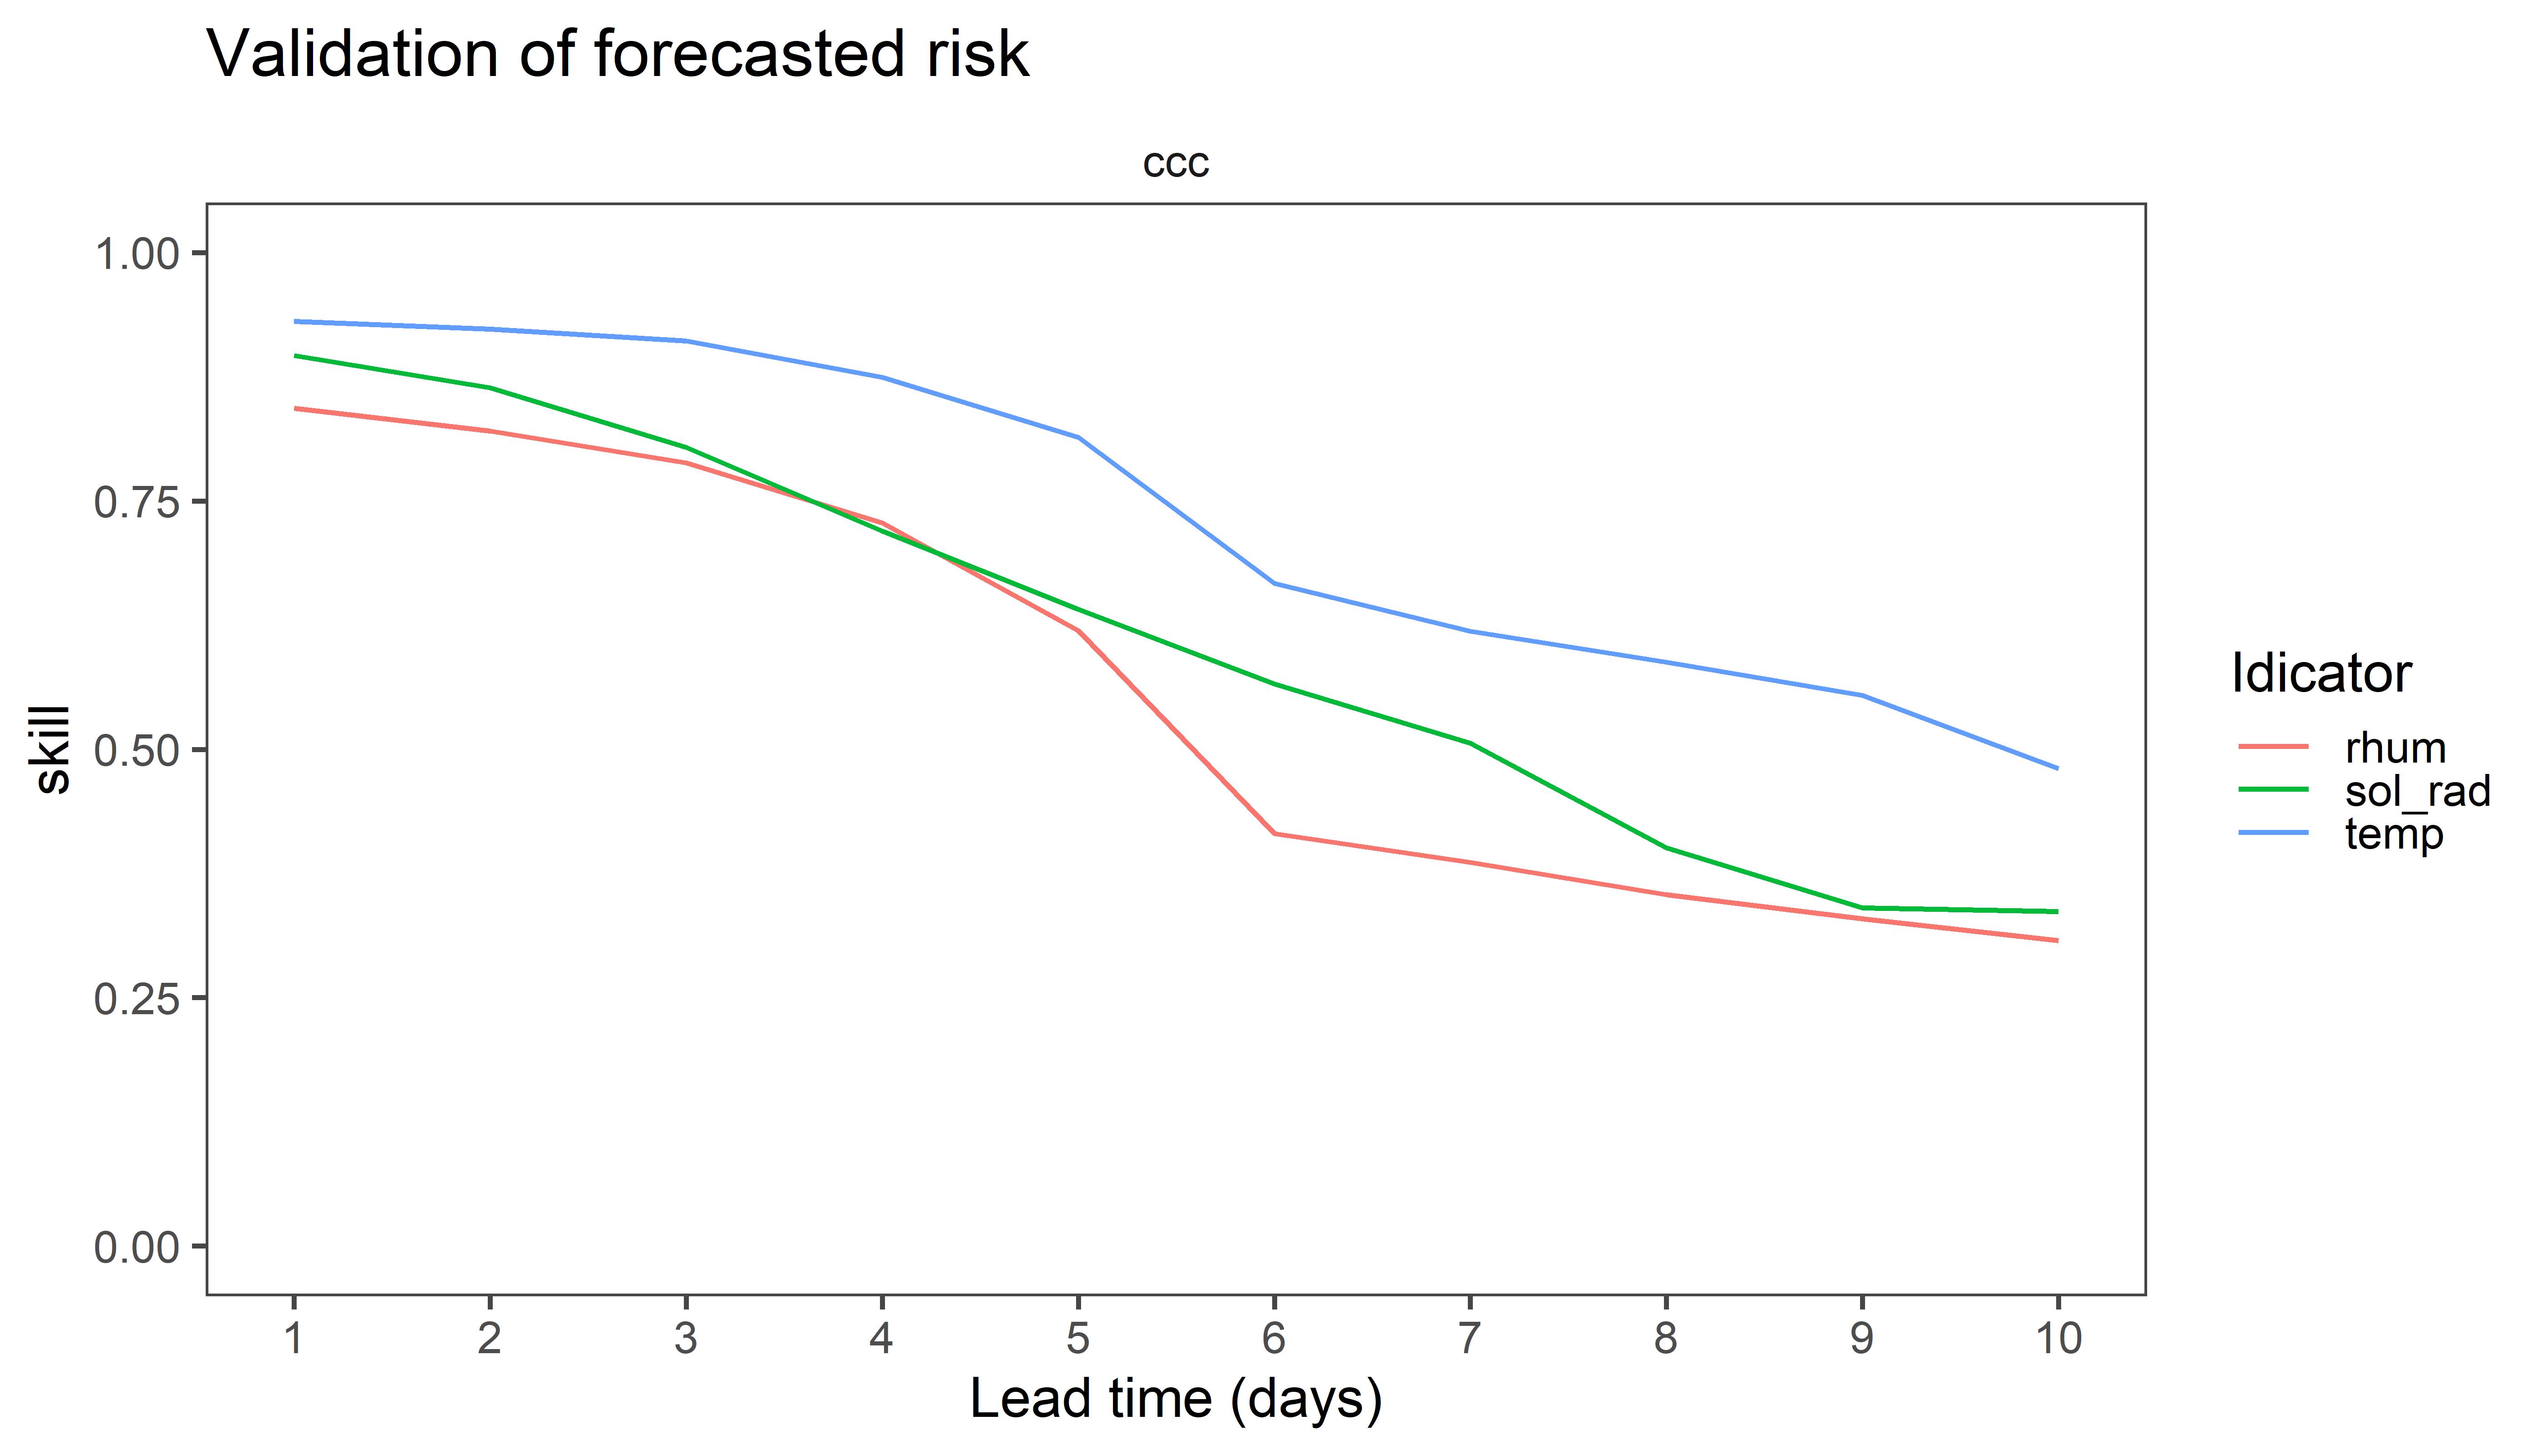 Validation of forecasted risk
ccc
1.00
0.75
0.50
0.25
0.00
skill
1 2 3 4 5 6 7 8 9 10
Lead time (days)
Idicator
rhum
sol_rad
temp